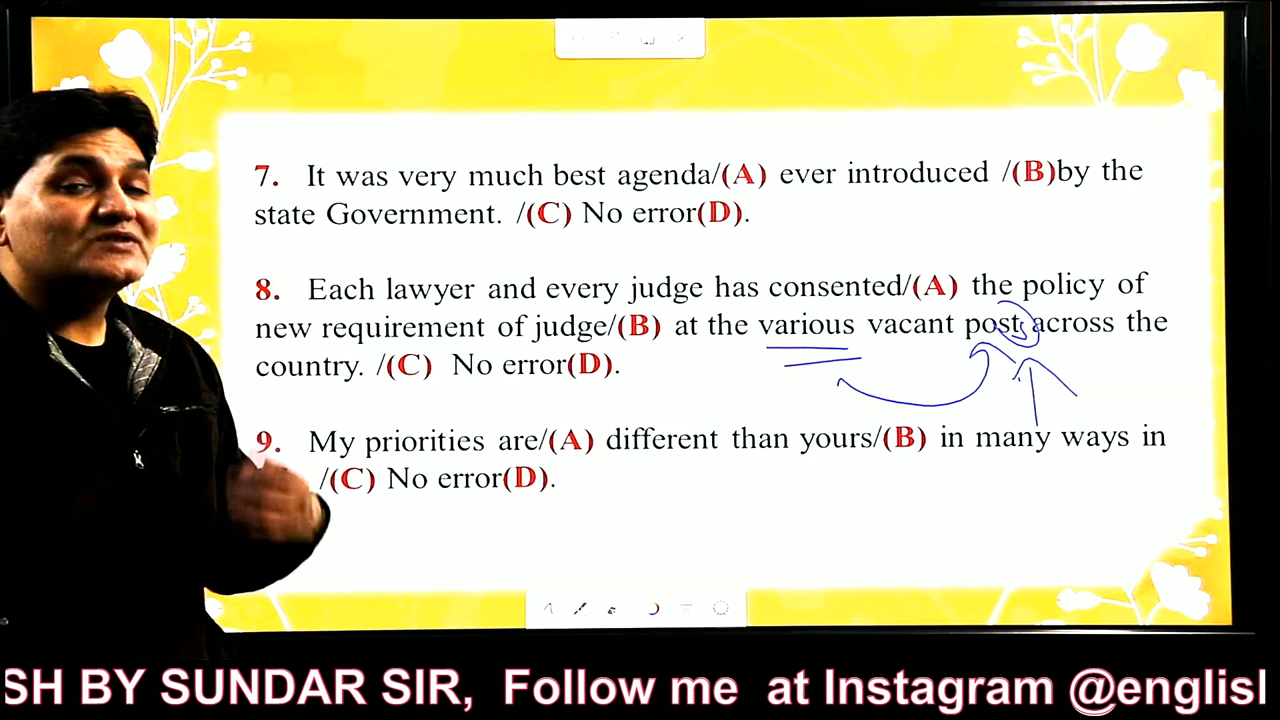 7. It was very much best agenda/(A) ever introduced /(B)by the
state Government. /(C) No error(D).
8. Each lawyer and every judge has consented/(A) the policy of
new requirement of judge/(B) at the various vacant posts across the
country. /(C) No error(D).
9. My priorities are/(A) different than yours/(B) in many ways in
/(C) No error(D).
SH BY SUNDAR SIR, Follow me at Instagram @englisl